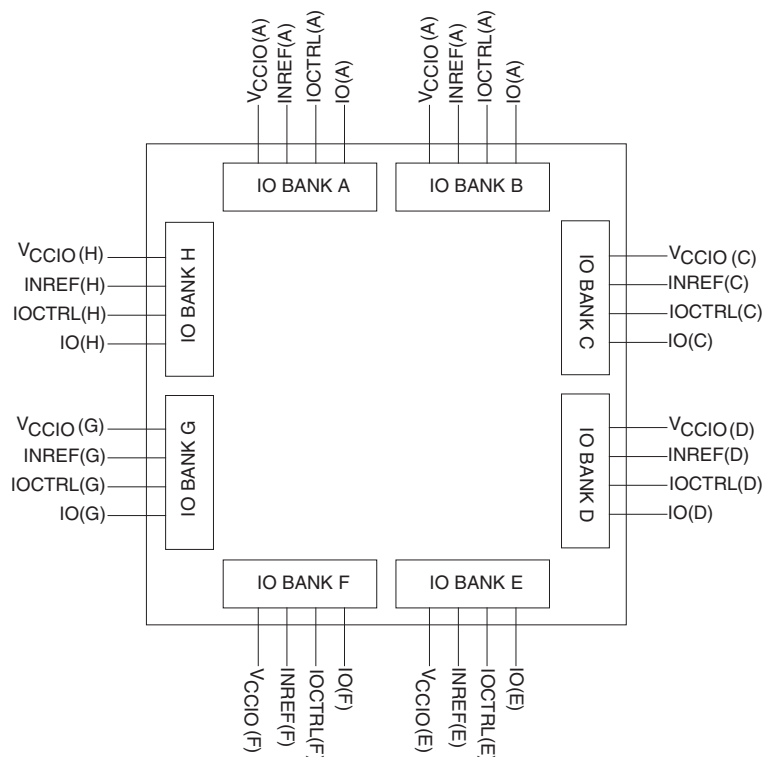 VCCIO(A)
INREF(A)
IOCTRL(A)
IO(A)
VCCIO(A)
INREF(A)
IOCTRL(A)
IO(A)
IO BANK A
IO BANK B
VCCIO(H)
INREF(H)
IOCTRL(H)
IO(H)
IO BANK H
IO BANK C
VCCIO(C)
INREF(C)
IOCTRL(C)
IO(C)
VCCIO(G)
INREF(G)
IOCTRL(G)
IO(G)
IO BANK G
IO BANK D
VCCIO(D)
INREF(D)
IOCTRL(D)
IO(D)
IO BANK F
IO BANK E
VCCIO(F)
INREF(F)
IOCTRL(F)
IO(F)
VCCIO(E)
INREF(E)
IOCTRL(E)
IO(E)